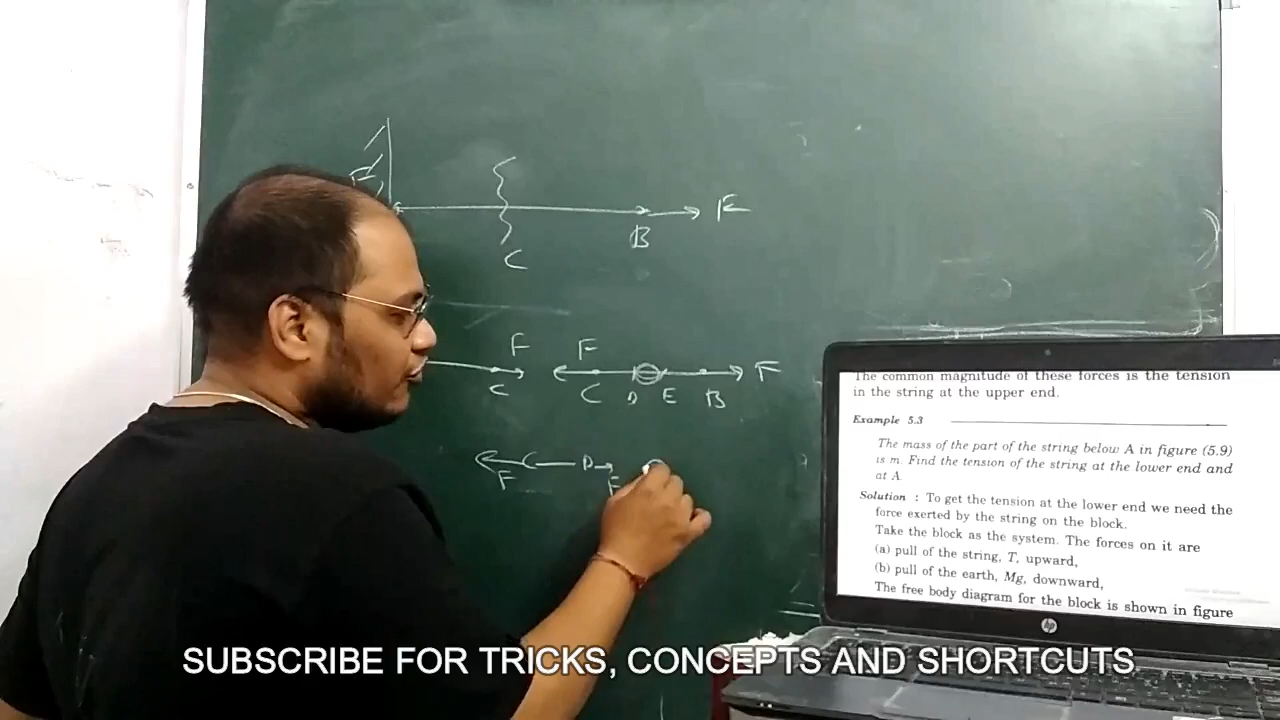 F
B
C
F
F
F
C
C
D
E
B
C
D
F
F
The common magnitude of these forces is the tension
in the string at the upper end.
Example 5.3
The mass of the part of the string below A in figure (5.9)
is m. Find the tension of the string at the lower end and
at A.
Solution : To get the tension at the lower end we need the
force exerted by the string on the block.
Take the block as the system. The forces on it are
(a) pull of the string, T, upward,
(b) pull of the earth, Mg, downward,
The free body diagram for the block is shown in figure
hp
SUBSCRIBE FOR TRICKS, CONCEPTS AND SHORTCUTS